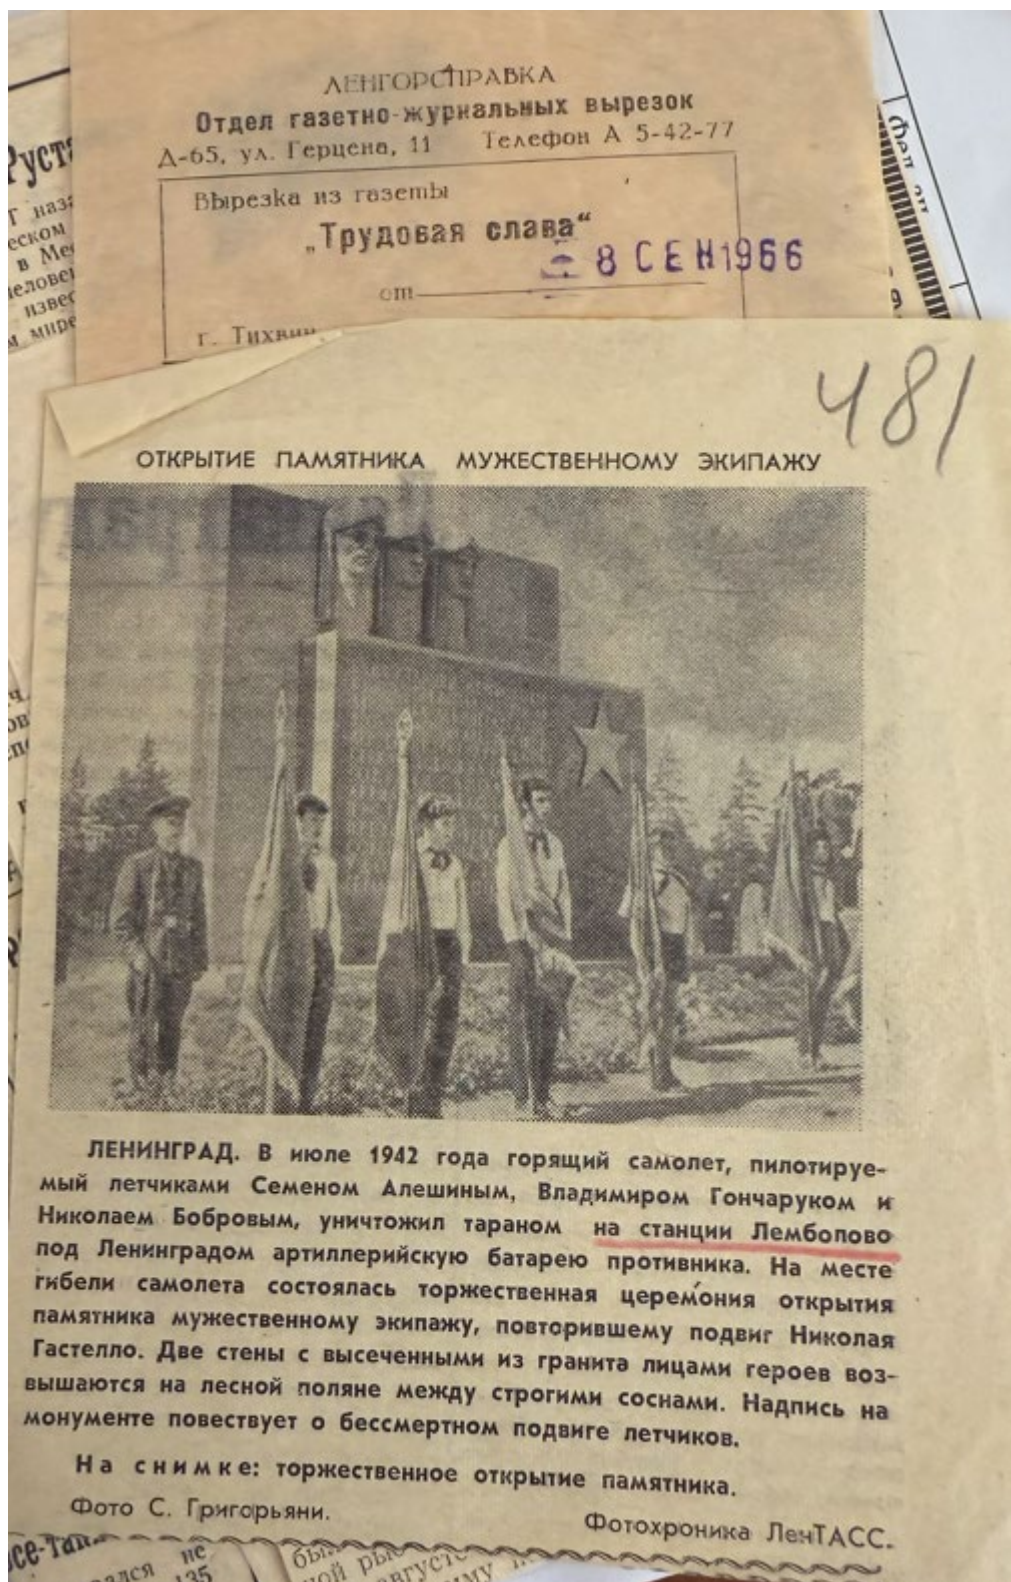 ЛЕНГОРСПРАВКА
Отдел газетно-журнальных вырезок
Д-65, ул. Герцена, 11 Телефон А 5-42-77
Вырезка из газеты
„Трудовая слава“
8 СЕН 1966
от
г. Тихвин
481
ОТКРЫТИЕ ПАМЯТНИКА МУЖЕСТВЕННОМУ ЭКИПАЖУ
ЛЕНИНГРАД. В июле 1942 года горящий самолет, пилотируе-
мый летчиками Семеном Алешиным, Владимиром Гончаруком и
Николаем Бобровым, уничтожил тараном на станции Лемболово
под Ленинградом артиллерийскую батарею противника. На месте
гибели самолета состоялась торжественная церемония открытия
памятника мужественному экипажу, повторившему подвиг Николая
Гастелло. Две стены с высеченными из гранита лицами героев воз-
вышаются на лесной поляне между строгими соснами. Надпись на
монументе повествует о бессмертном подвиге летчиков.
На снимке: торжественное открытие памятника.
Фото С. Григорьяни.
Фотохроника ЛенТАСС.